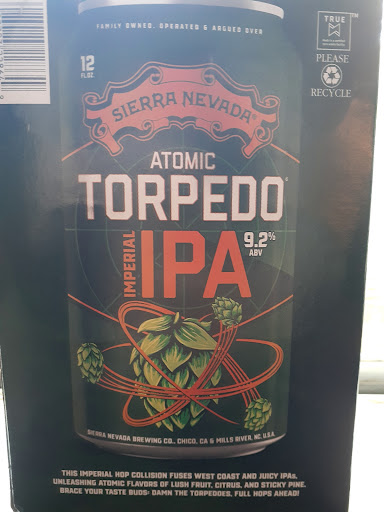 FAMILY OWNED, OPERATED & ARGUED OVER
TRUE
TM
PLEASE
RECYCLE
12
FL.OZ.
SIERRA NEVADA
ATOMIC
TORPEDO®
IMPERIAL
IPA
9.2%
ABV
SIERRA NEVADA BREWING CO., CHICO, CA & MILLS RIVER, NC, U.S.A.
THIS IMPERIAL HOP COLLISION FUSES WEST COAST AND JUICY IPAs,
UNLEASHING ATOMIC FLAVORS OF LUSH FRUIT, CITRUS, AND STICKY PINE.
BRACE YOUR TASTE BUDS: DAMN THE TORPEDOES, FULL HOPS AHEAD!